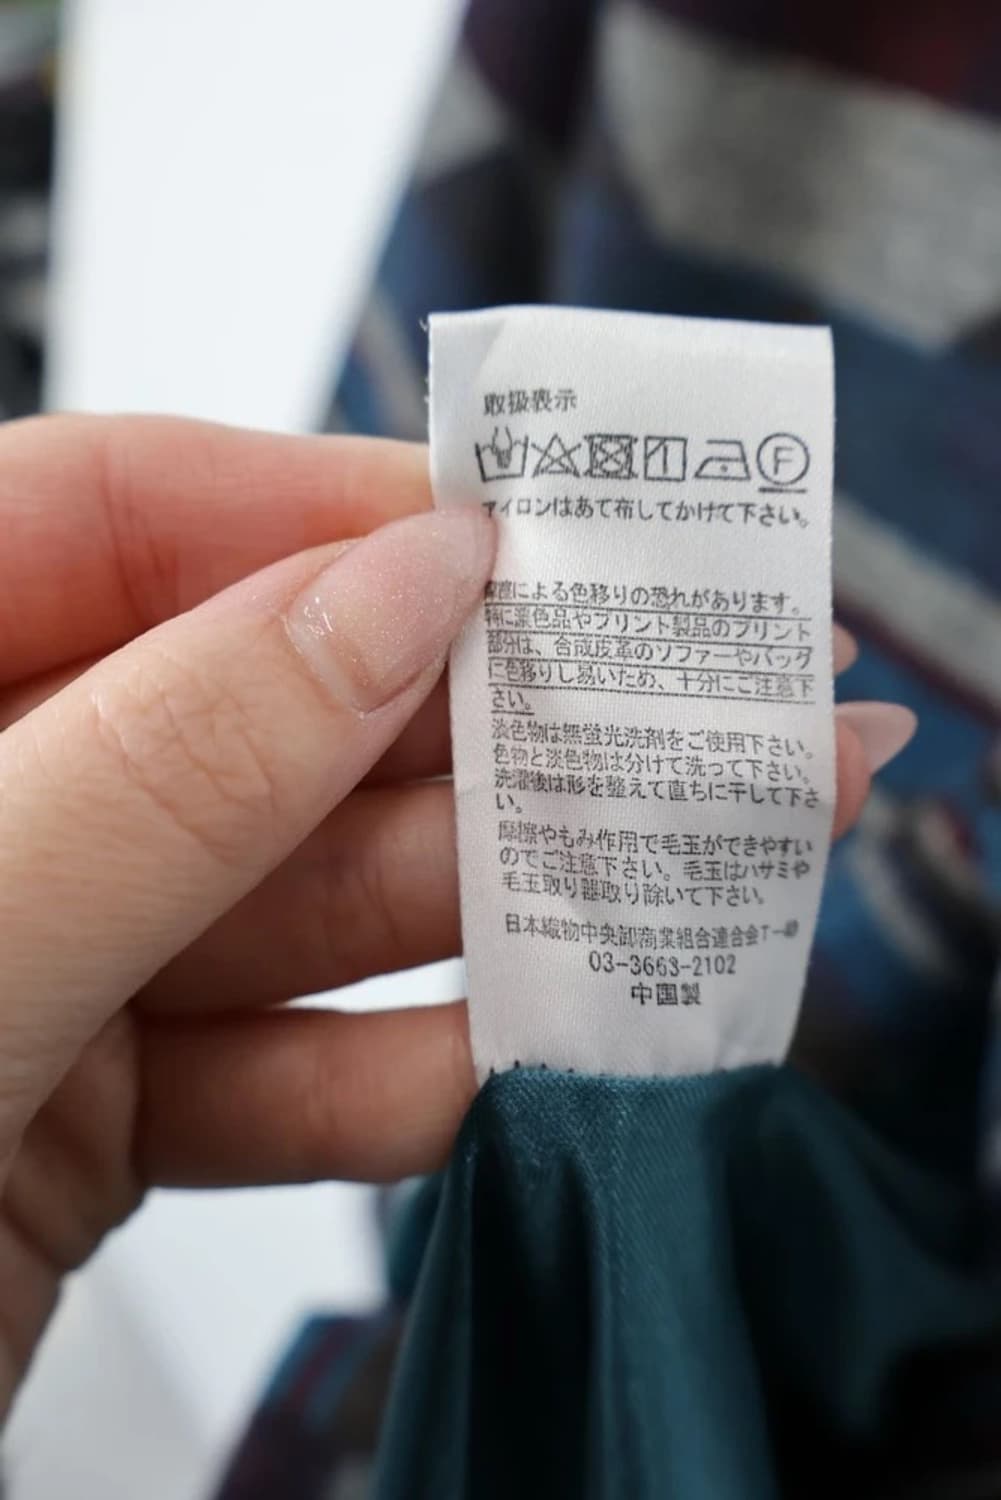 取扱表示
F
アイロンはあて布してかけて下さい。
摩擦による色移りの恐れがあります。
特に濃色品やプリント製品のプリント
部分は、合成皮革のソファーやバッグ
に色移りし易いため、十分にご注意下
さい。
淡色物は無蛍光洗剤をご使用下さい。
色物と淡色物は分けて洗って下さい。
洗濯後は形を整えて直ちに干して下さ
い。
摩擦やもみ作用で毛玉ができやすい
のでご注意下さい。毛玉はハサミや
毛玉取り器取り除いて下さい。
日本織物中央卸商業組合連合会T-40
03-3663-2102
中国製